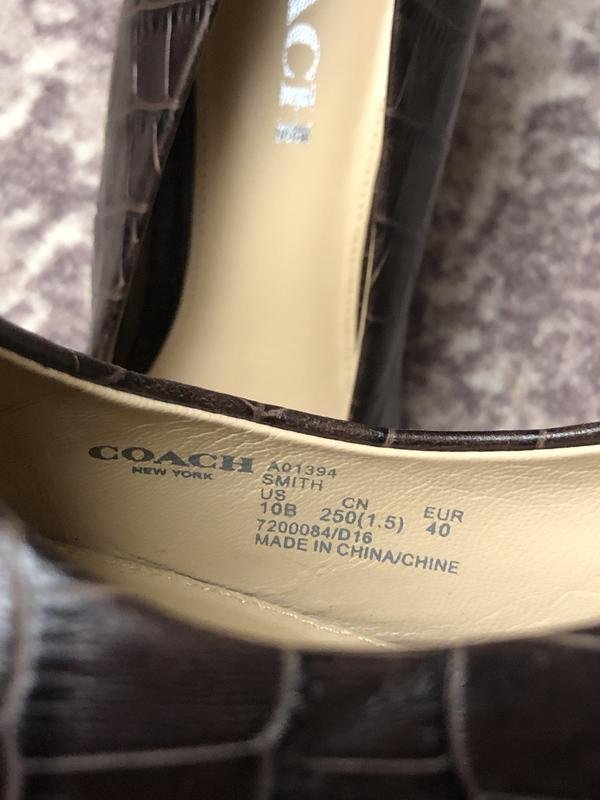 ACH
COACH
NEW YORK
A01394
SMITH
US CN EUR
10B 250(1.5) 40
7200084/D16
MADE IN CHINA/CHINE